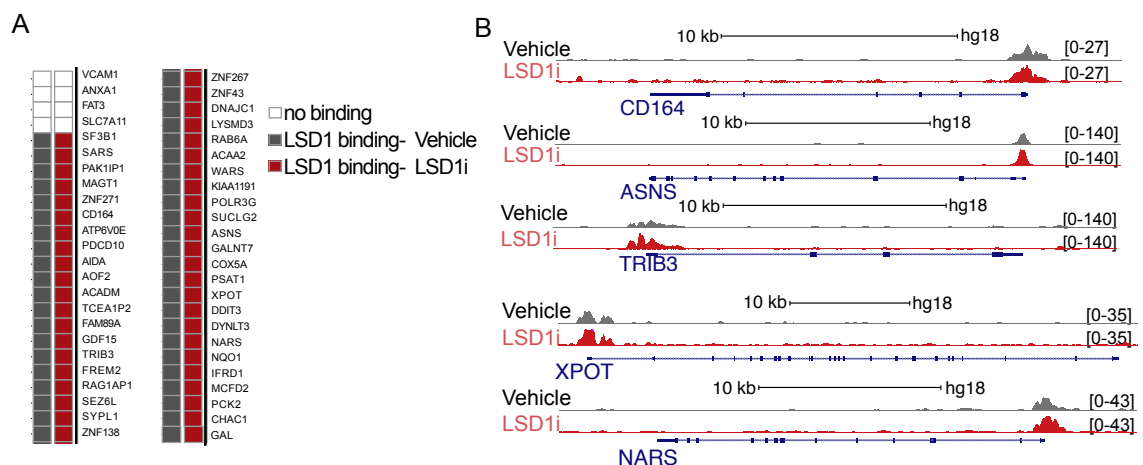 A
VCAM1
ANXA1
FAT3
SLC7A11
SF3B1
SARS
PAK1IP1
MAGT1
ZNF271
CD164
ATP6V0E
PDCD10
AIDA
AOF2
ACADM
TCEA1P2
FAM89A
GDF15
TRIB3
FREM2
RAG1AP1
SEZ6L
SYPL1
ZNF138
ZNF267
ZNF43
DNAJC1
LYSMD3
RAB6A
ACAA2
WARS
KIAA1191
POLR3G
SUCLG2
ASNS
GALNT7
COX5A
PSAT1
XPOT
DDIT3
DYNLT3
NARS
NQO1
IFRD1
MCFD2
PCK2
CHAC1
GAL
no binding
LSD1 binding- Vehicle
LSD1 binding- LSD1i
B
10 kb hg18
Vehicle [0-27]
LSD1i [0-27]
CD164
10 kb hg18
Vehicle [0-140]
LSD1i [0-140]
ASNS
10 kb hg18
Vehicle
LSD1i [0-140]
TRIB3
10 kb hg18
Vehicle [0-35]
LSD1i [0-35]
XPOT
10 kb hg18
Vehicle [0-43]
LSD1i [0-43]
NARS